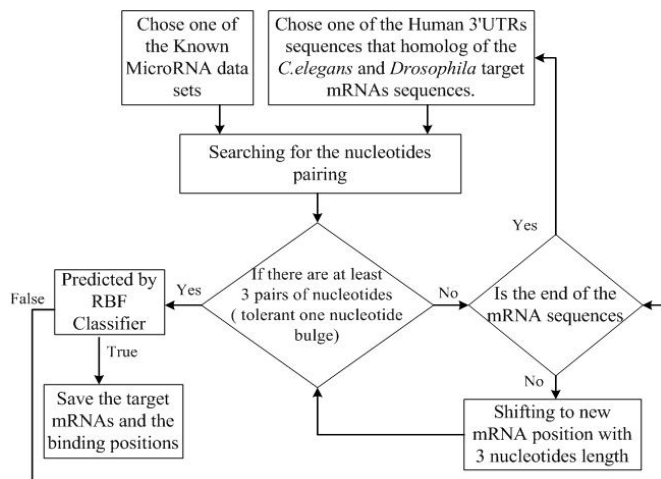 Chose one of
the Known
MicroRNA data
sets
Chose one of the Human 3'UTRs
sequences that homolog of the
C.elegans and Drosophila target
mRNAs sequences.
Searching for the nucleotides
pairing
Yes
Predicted by
RBF
Classifier
False
Yes
If there are at least
3 pairs of nucleotides
( tolerant one nucleotide
bulge)
No
Is the end of the
mRNA sequences
True
No
Save the target
mRNAs and the
binding positions
Shifting to new
mRNA position with
3 nucleotides length